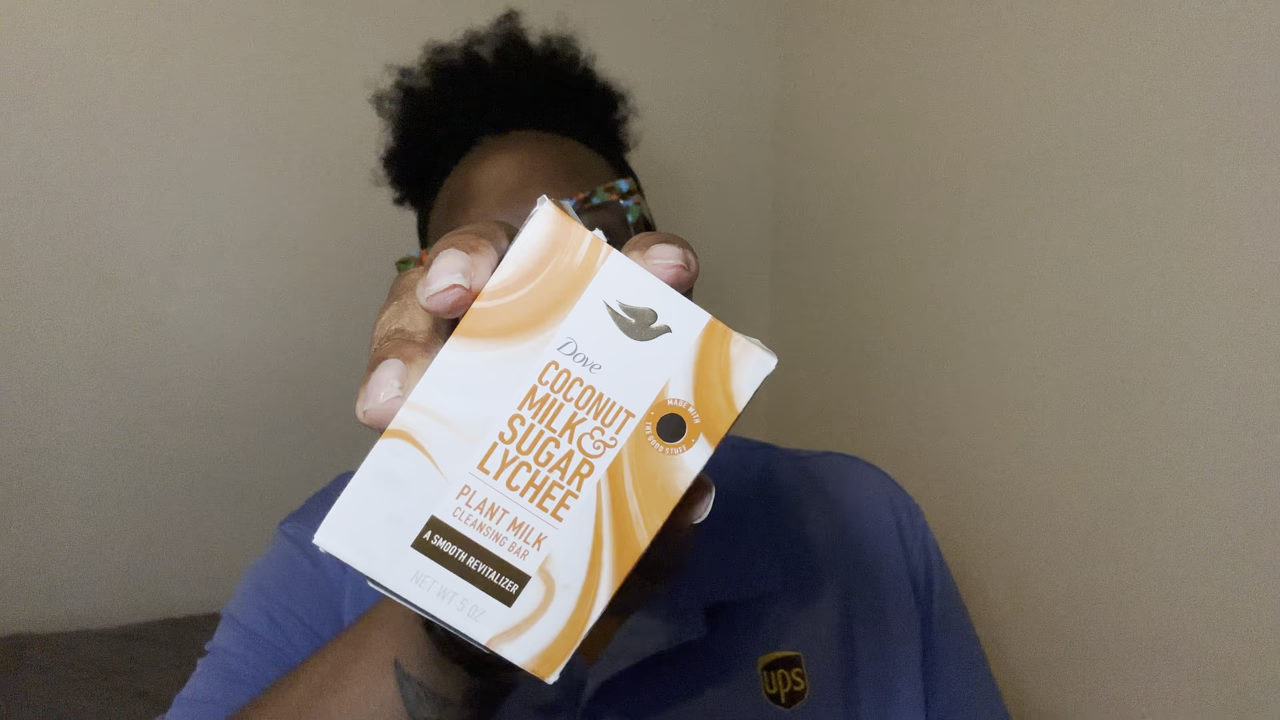 Dove
COCONUT
MILK &
SUGAR
LYCHEE
PLANT MILK
CLEANSING BAR
A SMOOTH REVITALIZER
NET WT 5 OZ
MADE WITH
THE GOOD STUFF
ups